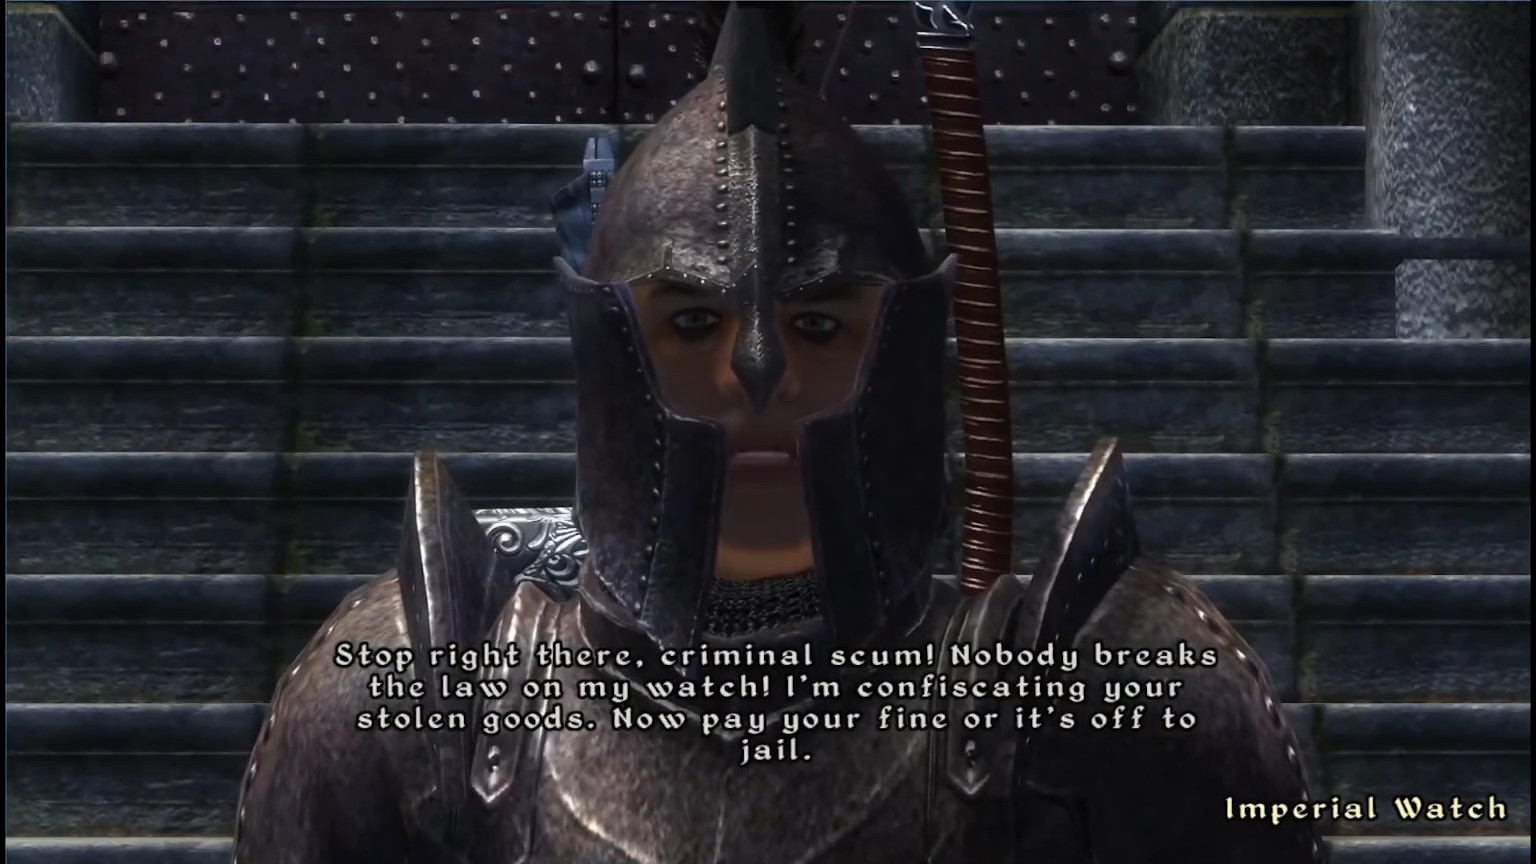 Stop right there, criminal scum! Nobody breaks
the law on my watch! I'm confiscating your
stolen goods. Now pay your fine or it's off to
jail.
Imperial Watch